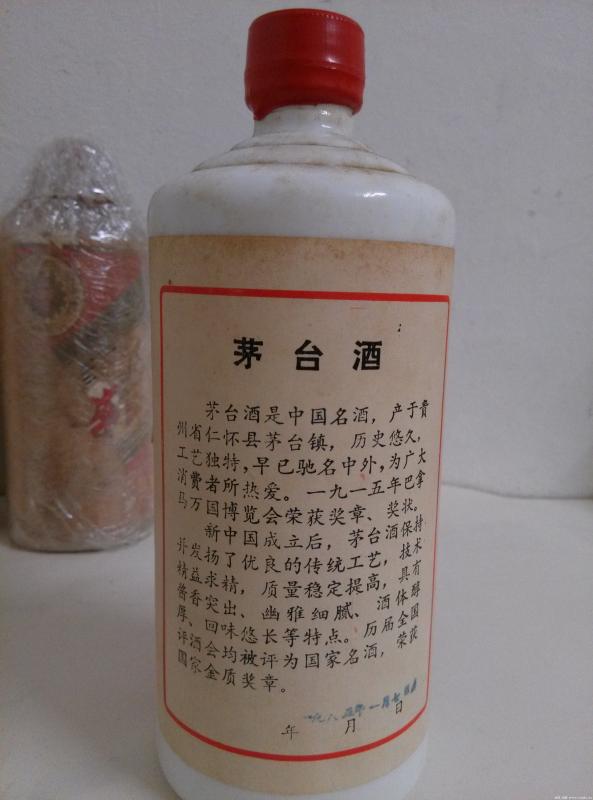 茅台酒
茅台酒是中国名酒，产于贵
州省仁怀县茅台镇，历史悠久，
工艺独特，早已驰名中外，为广大
消费者所热爱。一九一五年巴拿
马万国博览会荣获奖章、奖状。
新中国成立后，茅台酒保持
并发扬了优良的传统工艺，技术
精益求精，质量稳定提高，具有
酱香突出、幽雅细腻、酒体醇
厚、回味悠长等特点。历届全国
评酒会均被评为国家名酒，荣获
国家金质奖章。
年 月 日